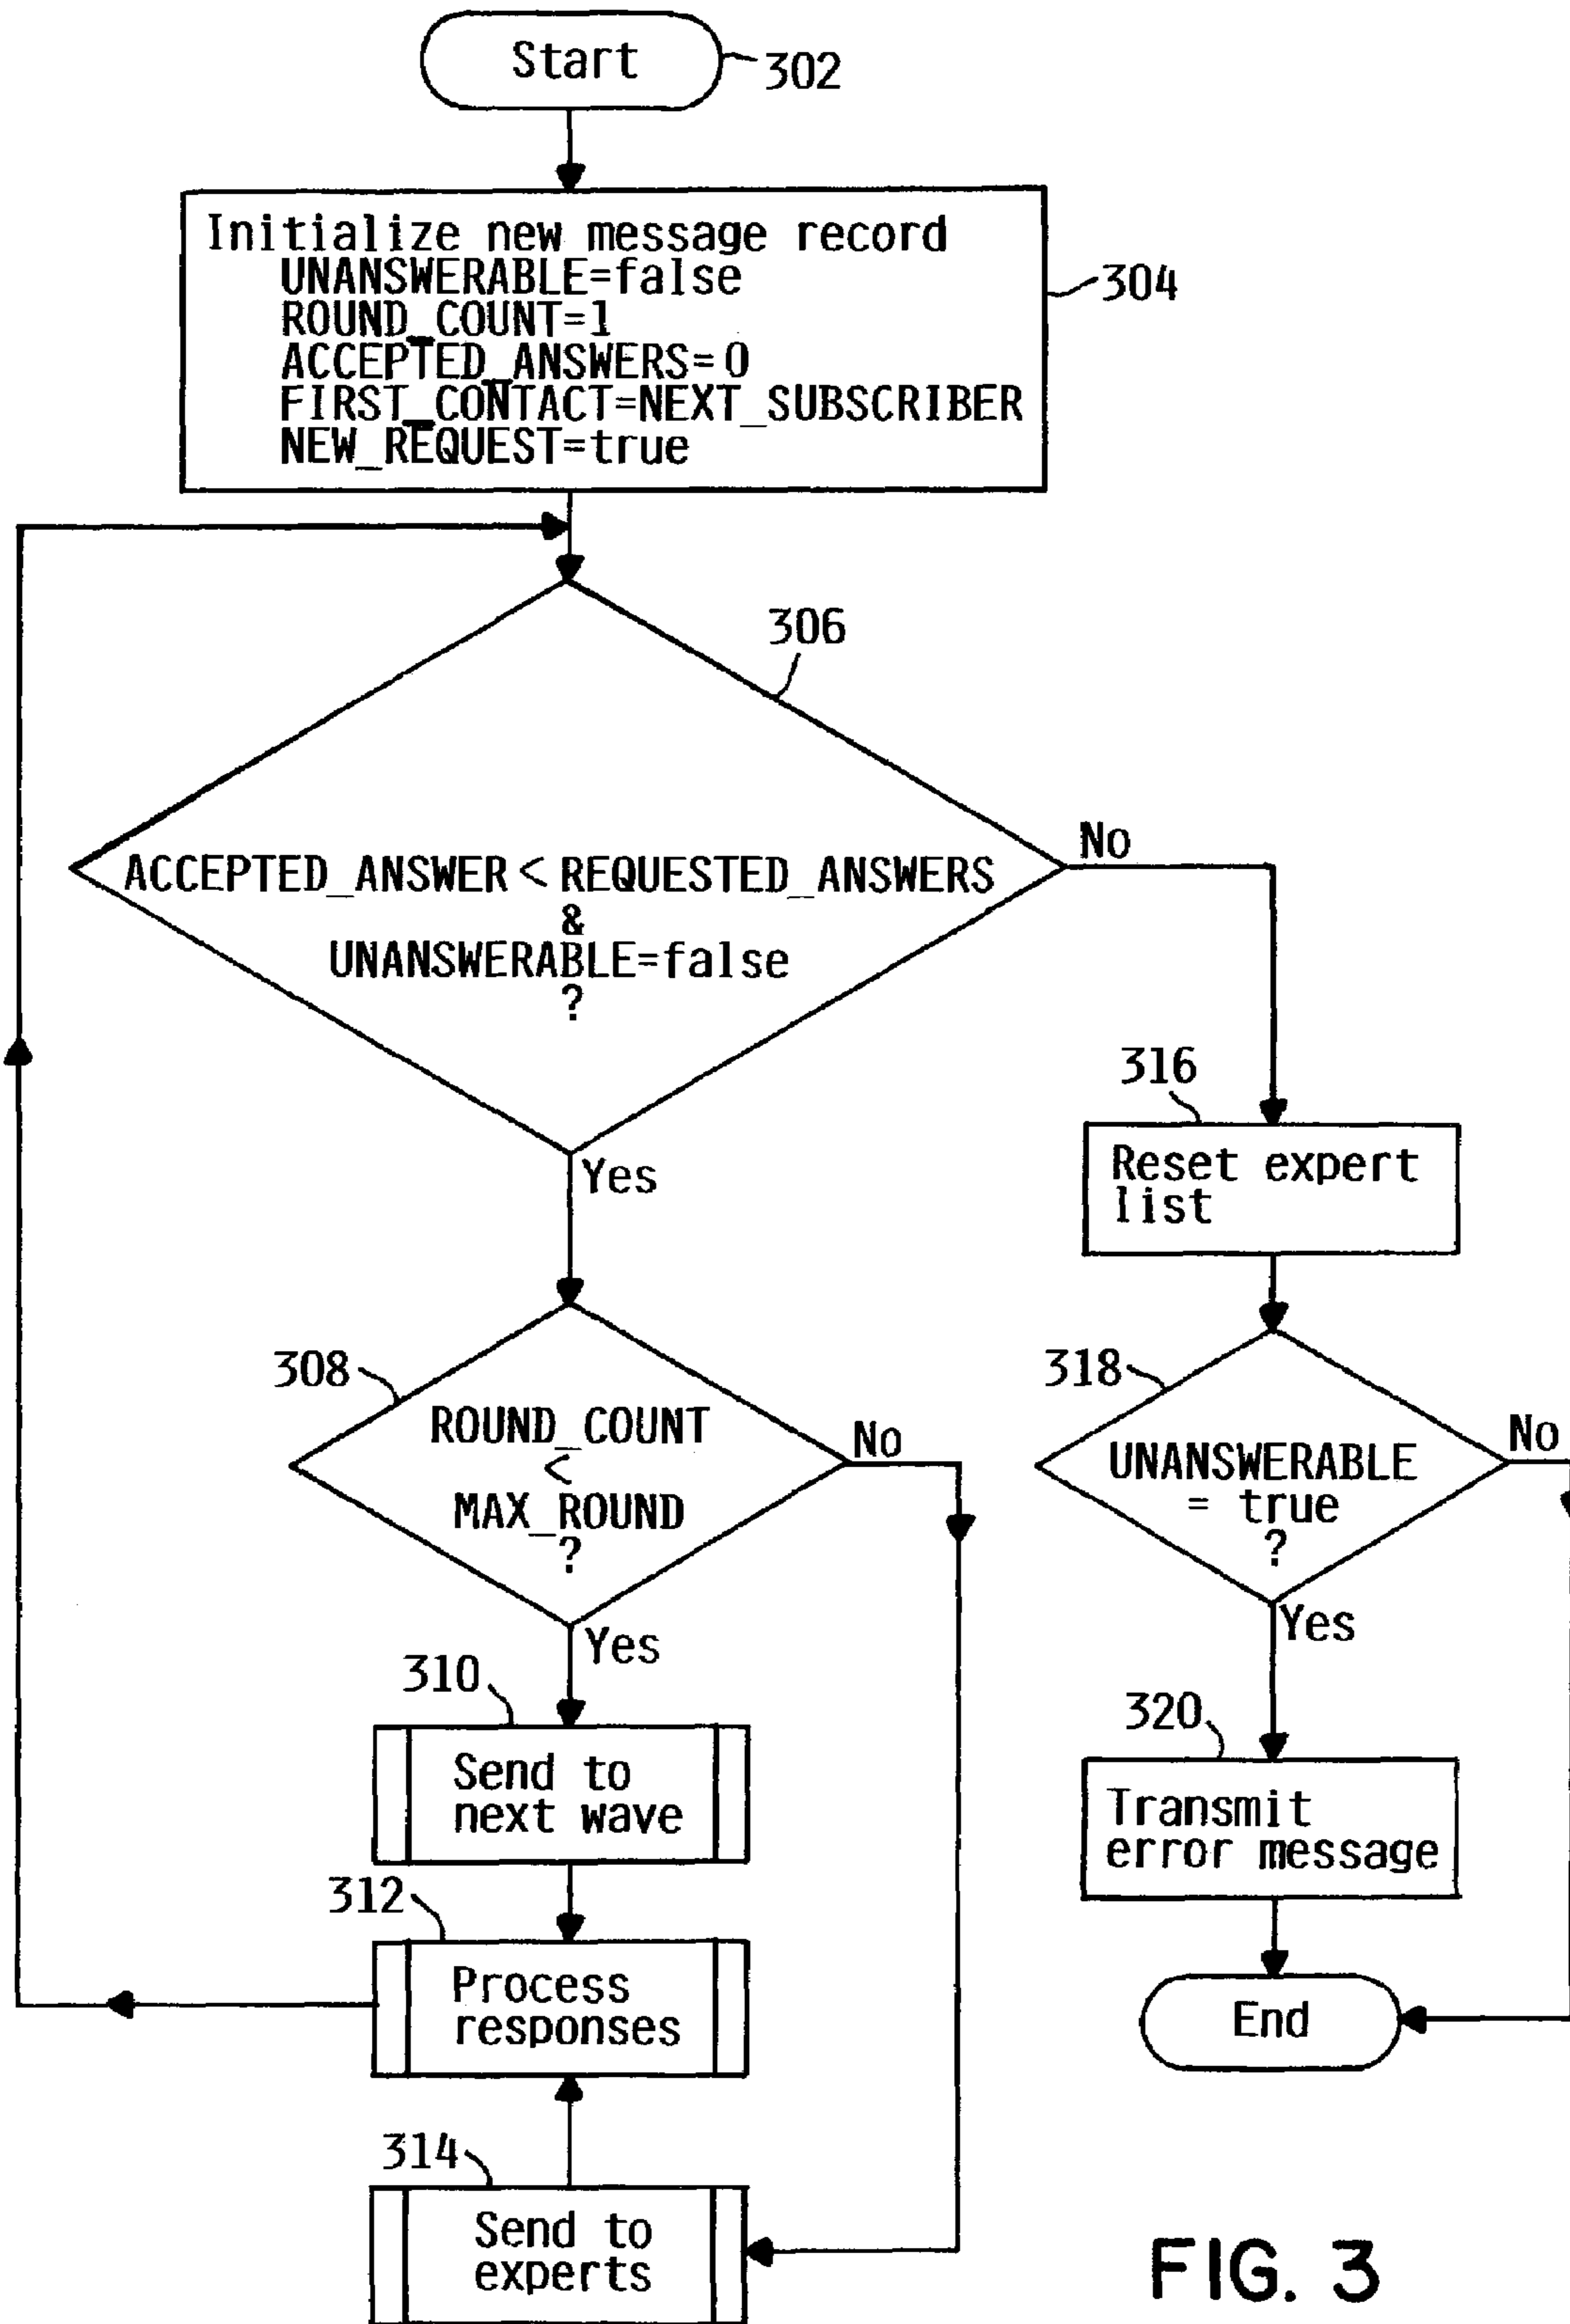 Start
302
Initialize new message record
UNANSWERABLE=false
ROUND_COUNT=1
ACCEPTED_ANSWERS=0
FIRST_CONTACT=NEXT_SUBSCRIBER
NEW_REQUEST=true
304
306
ACCEPTED_ANSWER < REQUESTED_ANSWERS
&
UNANSWERABLE=false
?
No
Yes
316
Reset expert
list
308
ROUND_COUNT
<
MAX_ROUND
?
No
Yes
318
UNANSWERABLE
= true
?
No
Yes
310
Send to
next wave
320
Transmit
error message
312
Process
responses
End
314
Send to
experts
FIG. 3